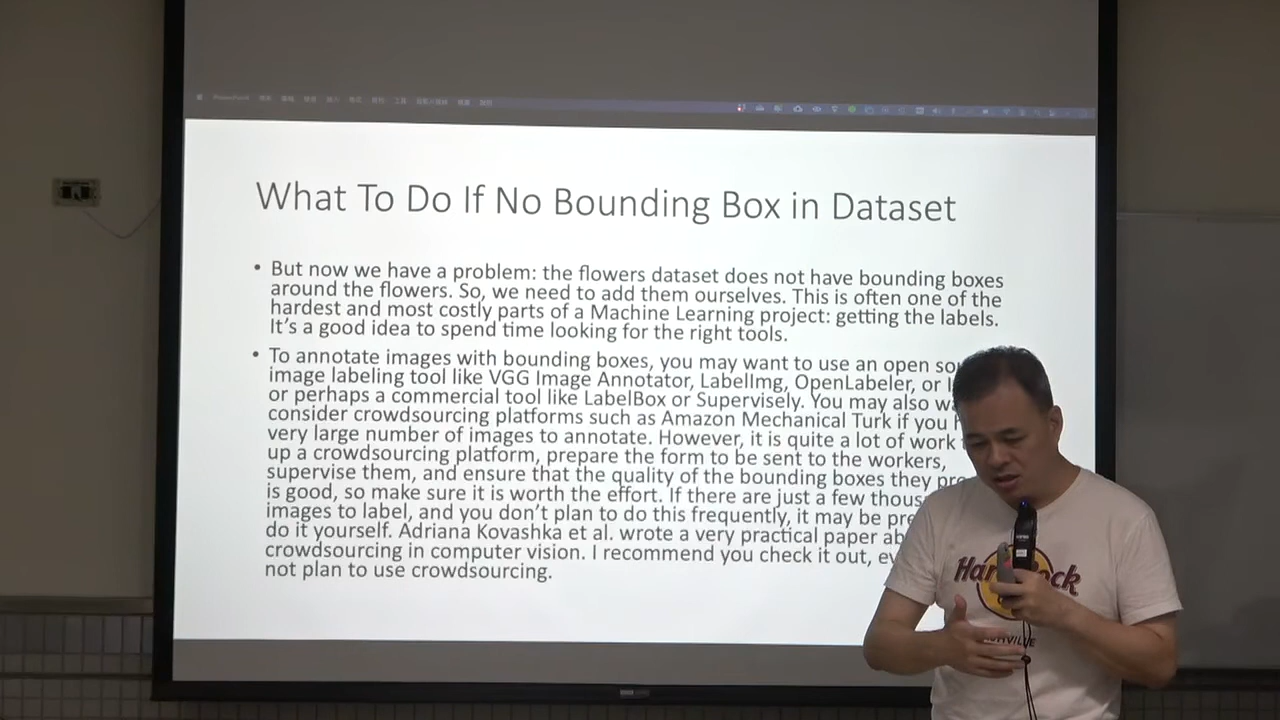 What To Do If No Bounding Box in Dataset
• But now we have a problem: the flowers dataset does not have bounding boxes
around the flowers. So, we need to add them ourselves. This is often one of the
hardest and most costly parts of a Machine Learning project: getting the labels.
It's a good idea to spend time looking for the right tools.
• To annotate images with bounding boxes, you may want to use an open
image labeling tool like VGG Image Annotator, LabelImg, OpenLabeler, or
or perhaps a commercial tool like LabelBox or Supervisely. You may also
consider crowdsourcing platforms such as Amazon Mechanical Turk if you
very large number of images to annotate. However, it is quite a lot of work
up a crowdsourcing platform, prepare the form to be sent to the workers,
supervise them, and ensure that the quality of the bounding boxes they
is good, so make sure it is worth the effort. If there are just a few
images to label, and you don't plan to do this frequently, it may be
do it yourself. Adriana Kovashka et al. wrote a very practical paper
crowdsourcing in computer vision. I recommend you check it out,
not plan to use crowdsourcing.